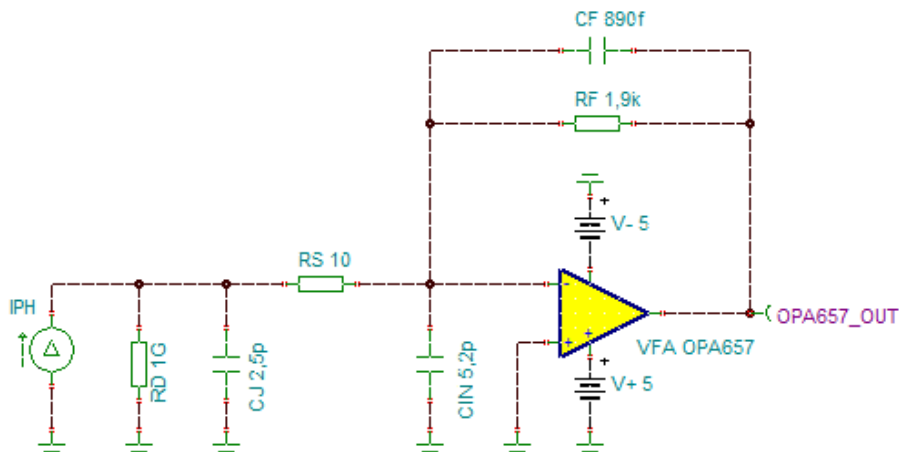 CF 890f
RF 1,9k
+
V- 5
RS 10
IPH
RD 1G
CJ 2,5p
CIN 5,2p
-
+
+
OPA657_OUT
VFA OPA657
+
V+ 5